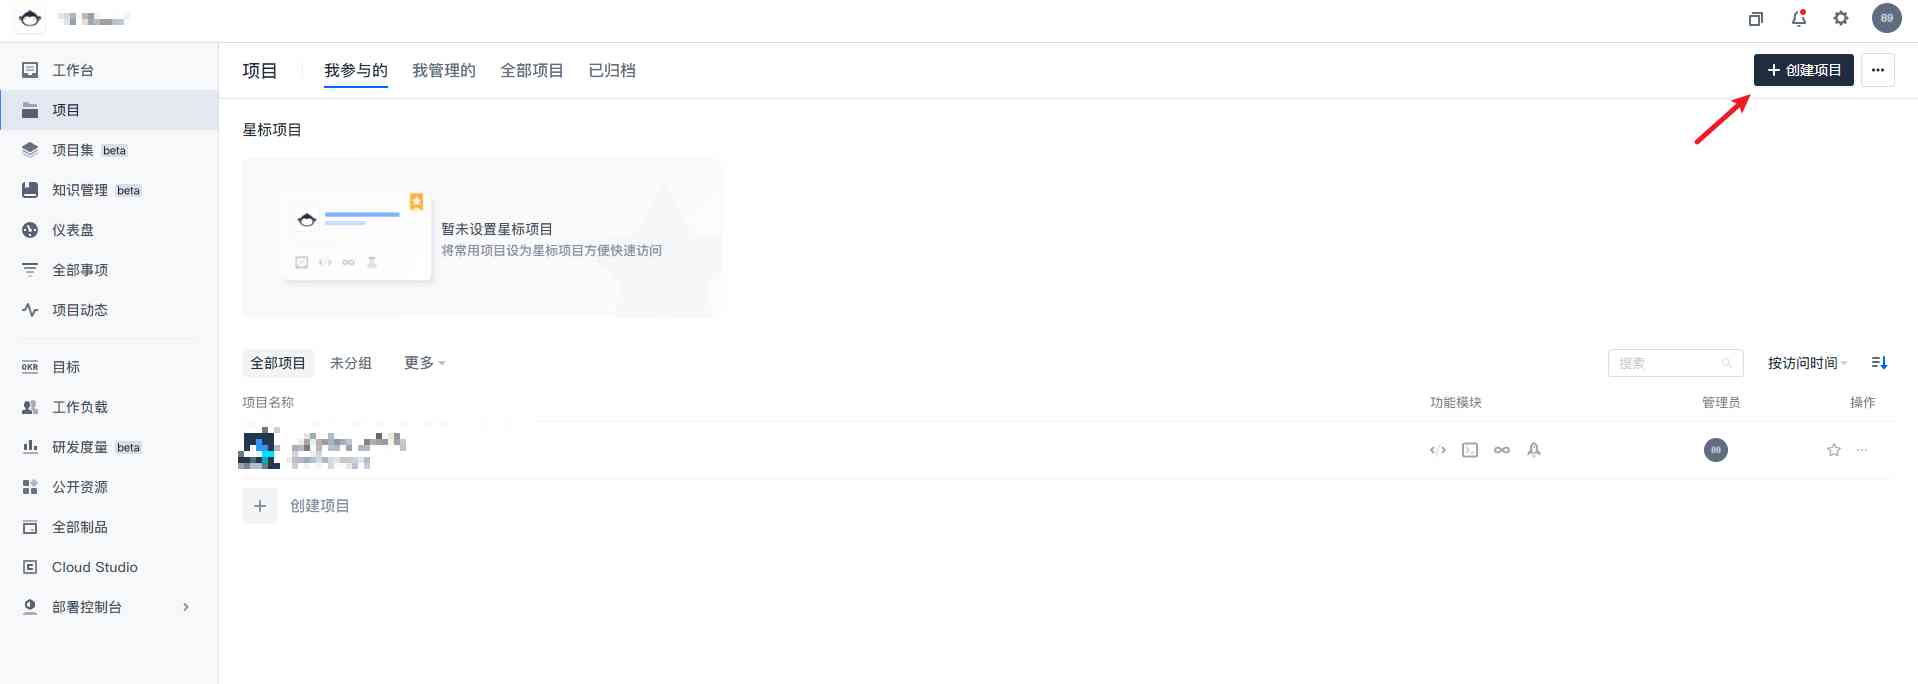 89
工作台
项目
项目集 beta
知识管理 beta
仪表盘
全部事项
项目动态
OKR 目标
工作负载
研发度量 beta
公开资源
全部制品
Cloud Studio
部署控制台
项目 我参与的 我管理的 全部项目 已归档
+ 创建项目 ···
星标项目
暂未设置星标项目
将常用项目设为星标项目方便快速访问
全部项目 未分组 更多
搜索 按访问时间
项目名称 功能模块 管理员 操作
89 ···
+ 创建项目